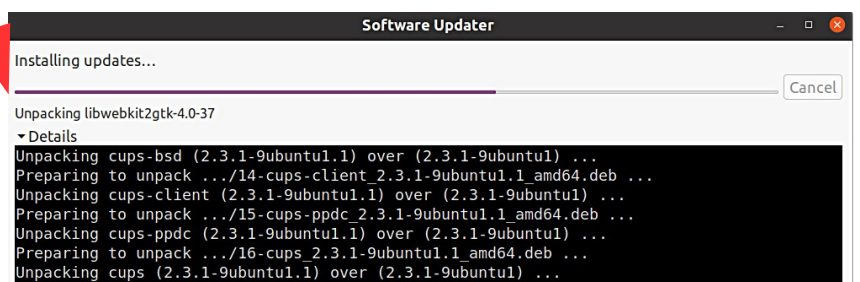 Software Updater
Installing updates...
Cancel
Unpacking libwebkit2gtk-4.0-37
Details
Unpacking cups-bsd (2.3.1-9ubuntu1.1) over (2.3.1-9ubuntu1) ...
Preparing to unpack .../14-cups-client_2.3.1-9ubuntu1.1_amd64.deb ...
Unpacking cups-client (2.3.1-9ubuntu1.1) over (2.3.1-9ubuntu1) ...
Preparing to unpack .../15-cups-ppdc_2.3.1-9ubuntu1.1_amd64.deb ...
Unpacking cups-ppdc (2.3.1-9ubuntu1.1) over (2.3.1-9ubuntu1) ...
Preparing to unpack .../16-cups_2.3.1-9ubuntu1.1_amd64.deb ...
Unpacking cups (2.3.1-9ubuntu1.1) over (2.3.1-9ubuntu1) ...